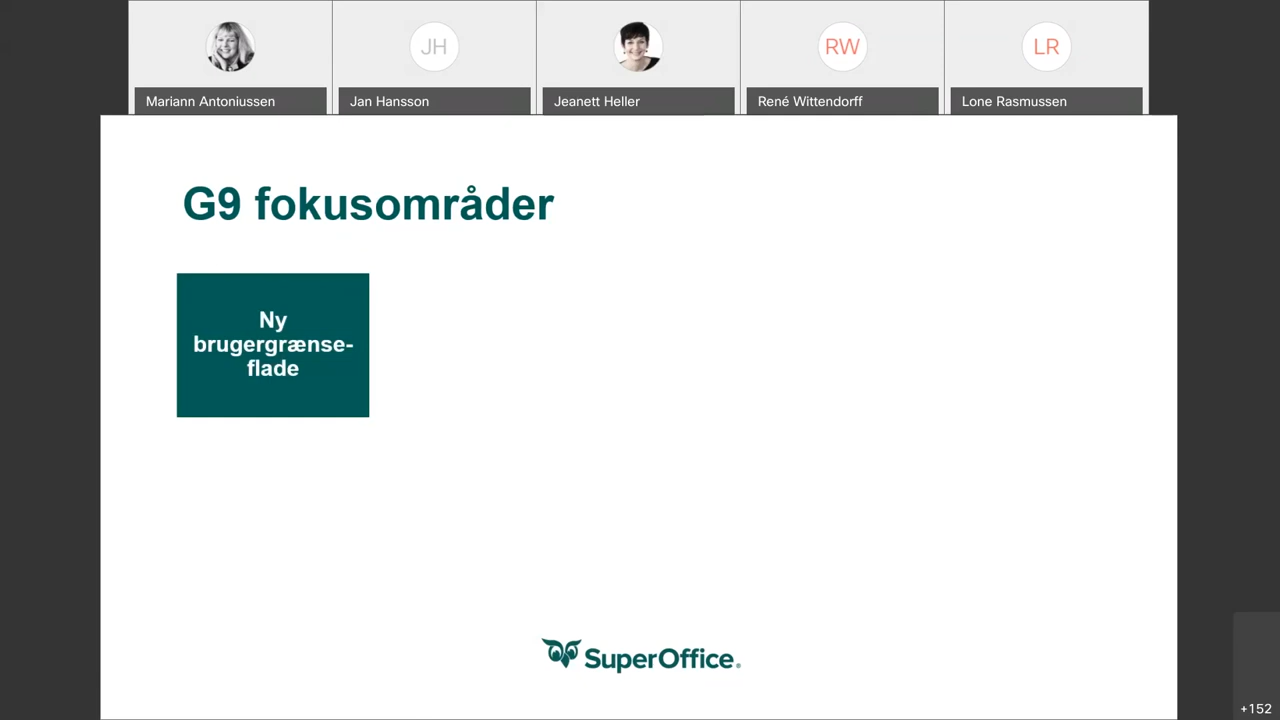 JH
RW
LR
Mariann Antoniussen
Jan Hansson
Jeanett Heller
René Wittendorff
Lone Rasmussen
G9 fokusområder
Ny
brugergrænse-
flade
SuperOffice.
+152